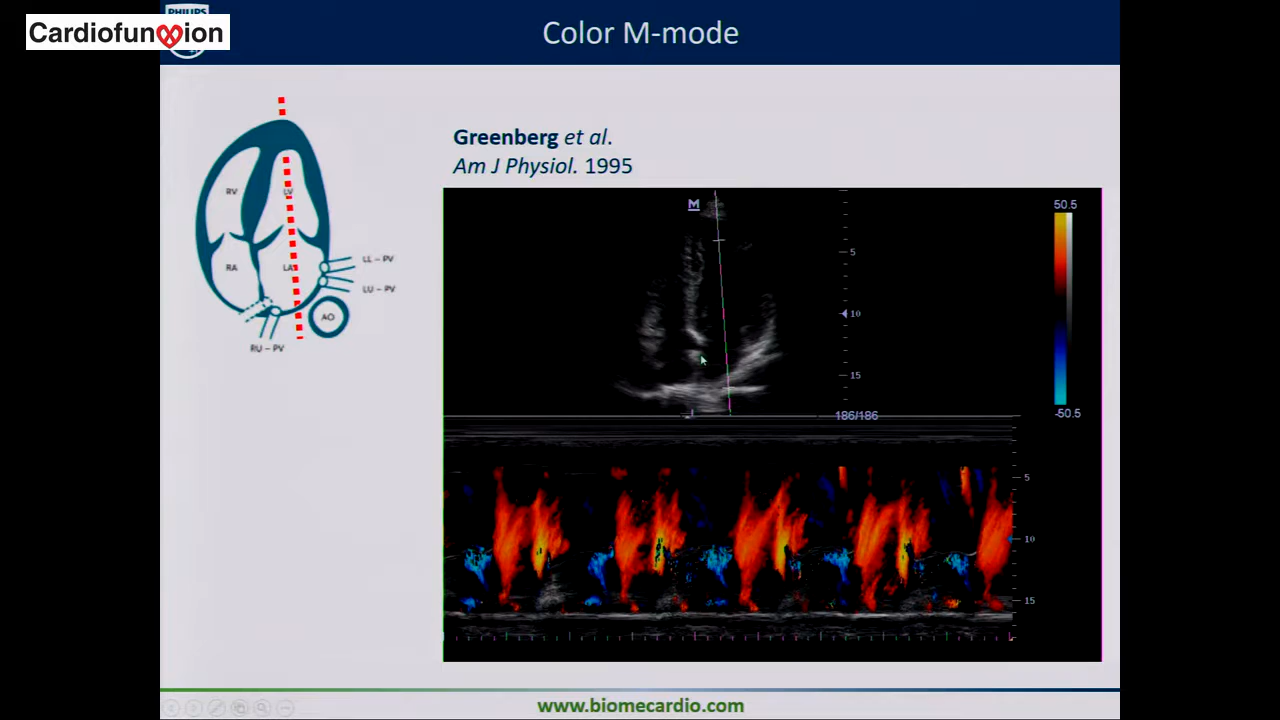 PHILIPS
Cardiofunxion
Color M-mode
Greenberg et al.
Am J Physiol. 1995
RV
LV
RA
LA
LL – PV
LU – PV
AO
RU – PV
M
5
10
15
186/186
50.5
-50.5
5
10
15
www.biomecardio.com